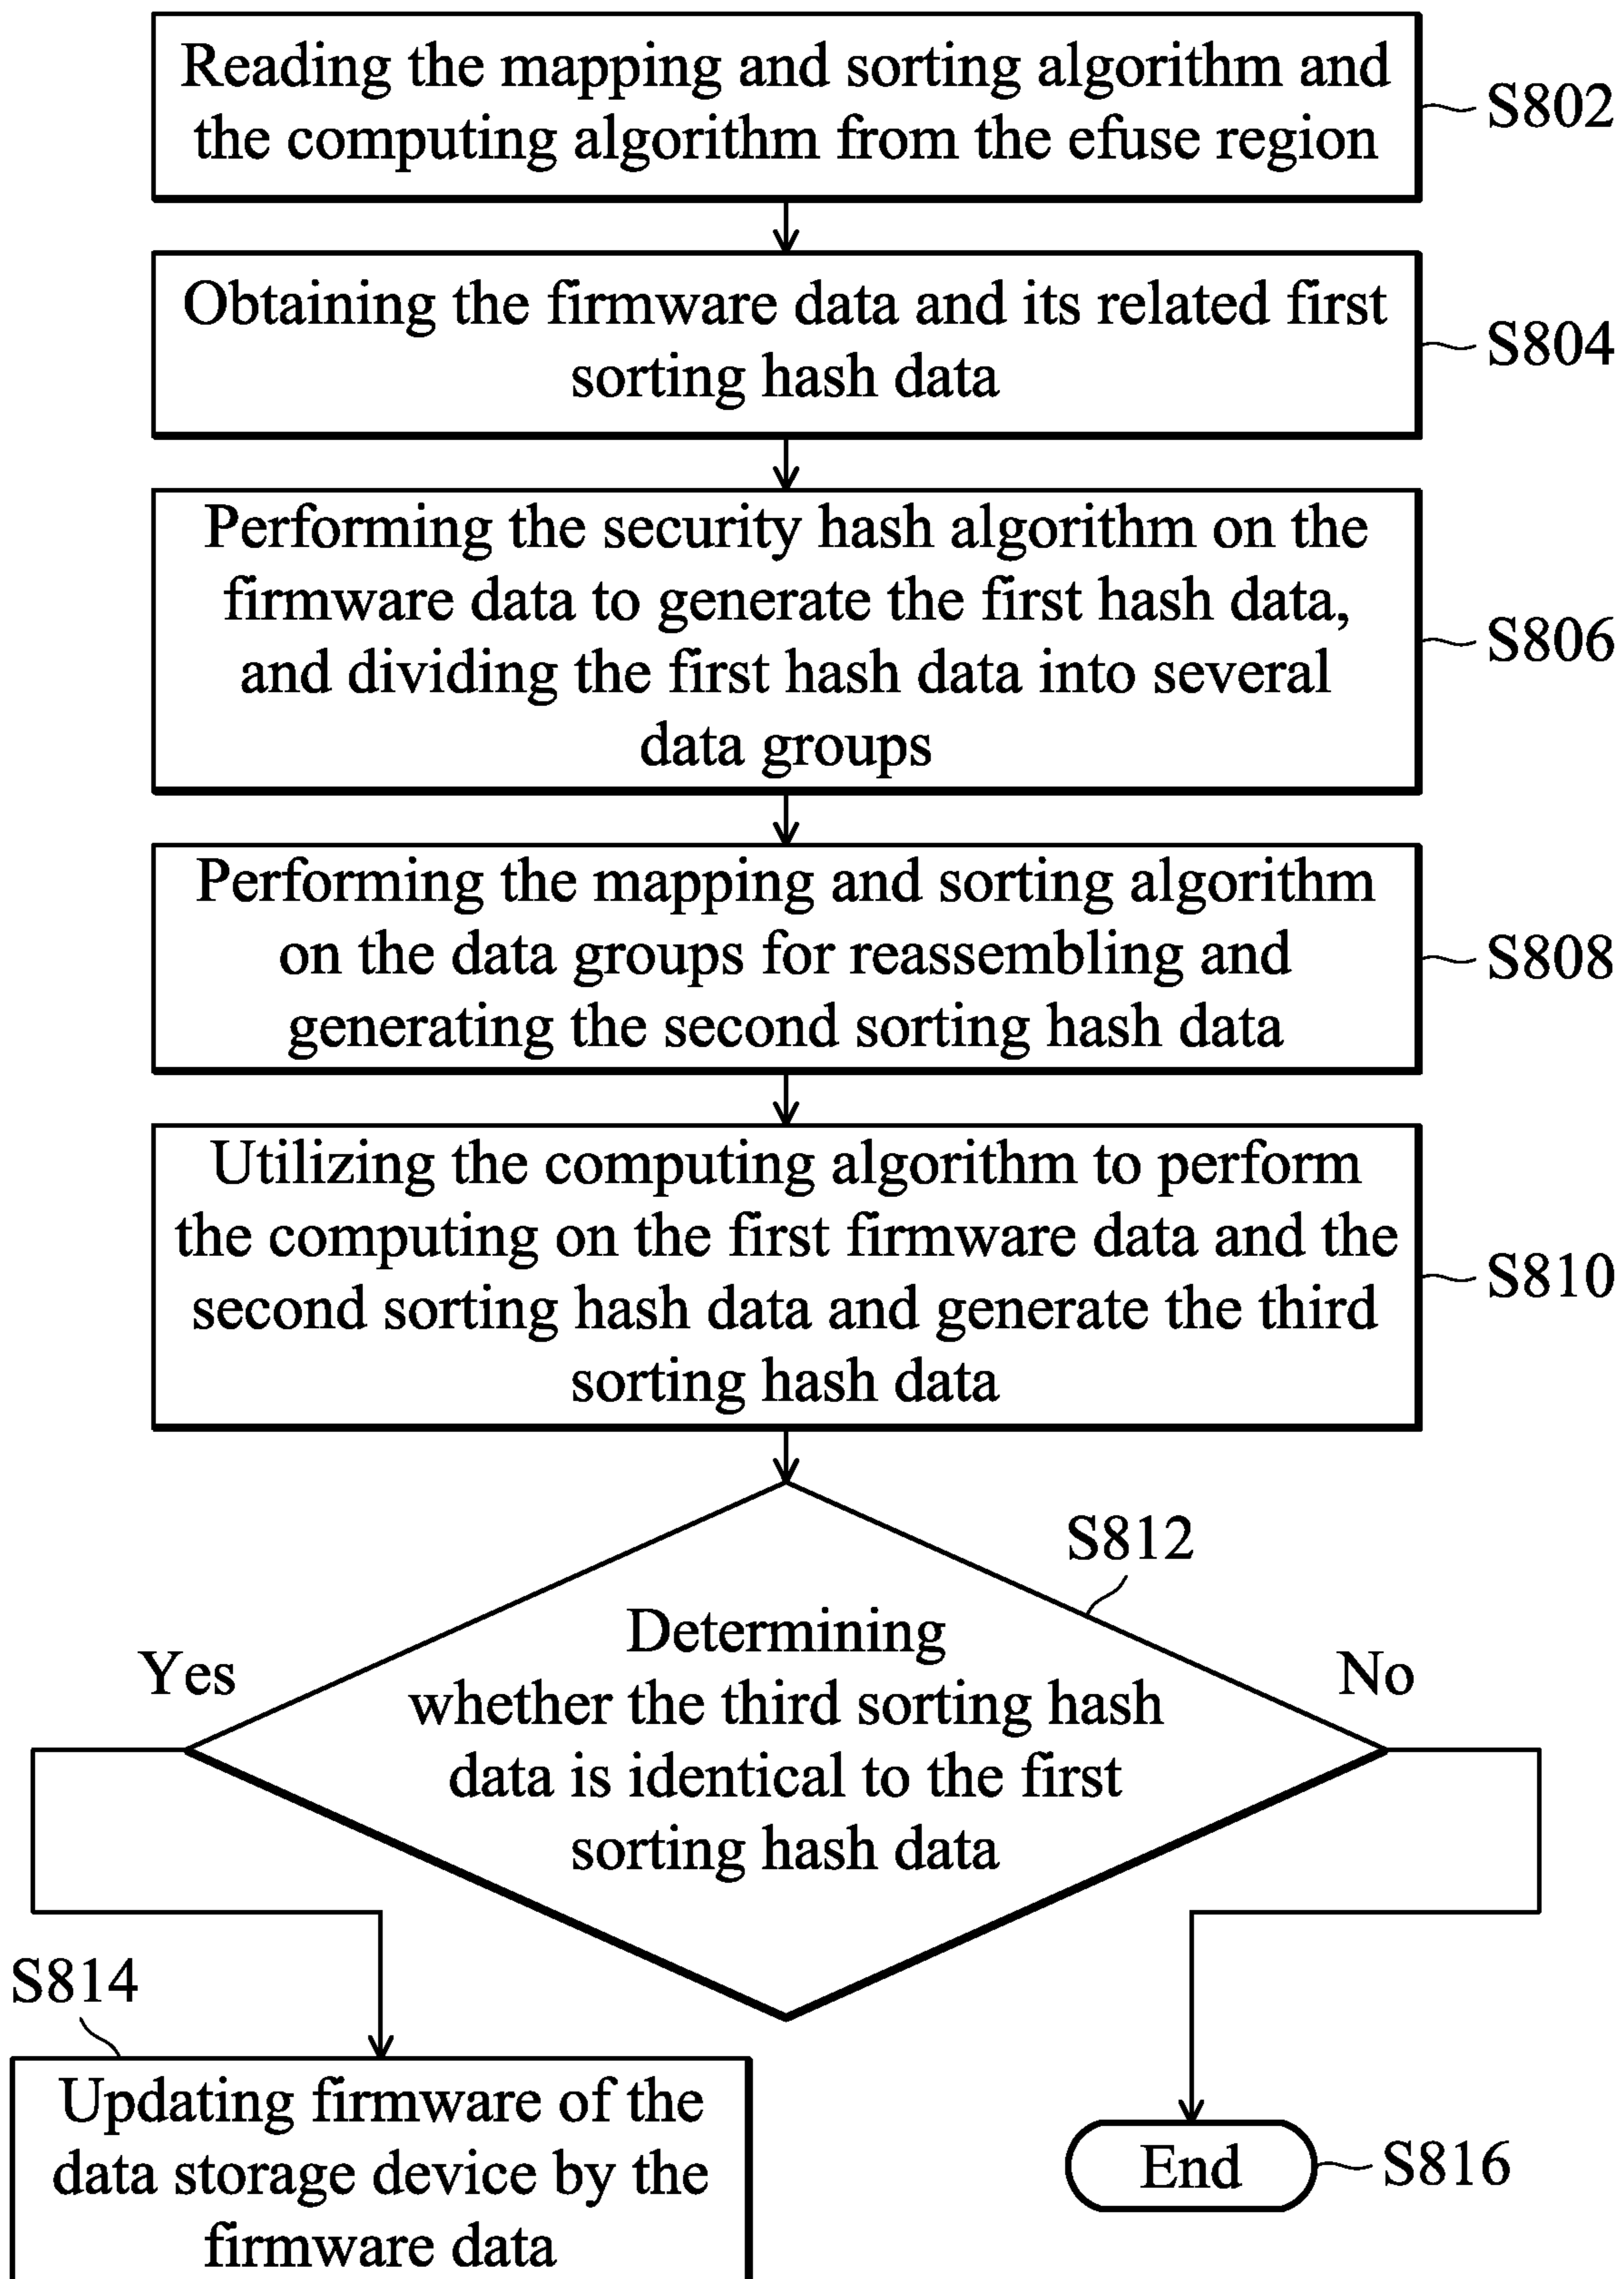 Reading the mapping and sorting algorithm and
the computing algorithm from the efuse region
S802
Obtaining the firmware data and its related first
sorting hash data
S804
Performing the security hash algorithm on the
firmware data to generate the first hash data,
and dividing the first hash data into several
data groups
S806
Performing the mapping and sorting algorithm
on the data groups for reassembling and
generating the second sorting hash data
S808
Utilizing the computing algorithm to perform
the computing on the first firmware data and the
second sorting hash data and generate the third
sorting hash data
S810
S812
Determining
whether the third sorting hash
data is identical to the first
sorting hash data
Yes
No
S814
Updating firmware of the
data storage device by the
firmware data
End
S816